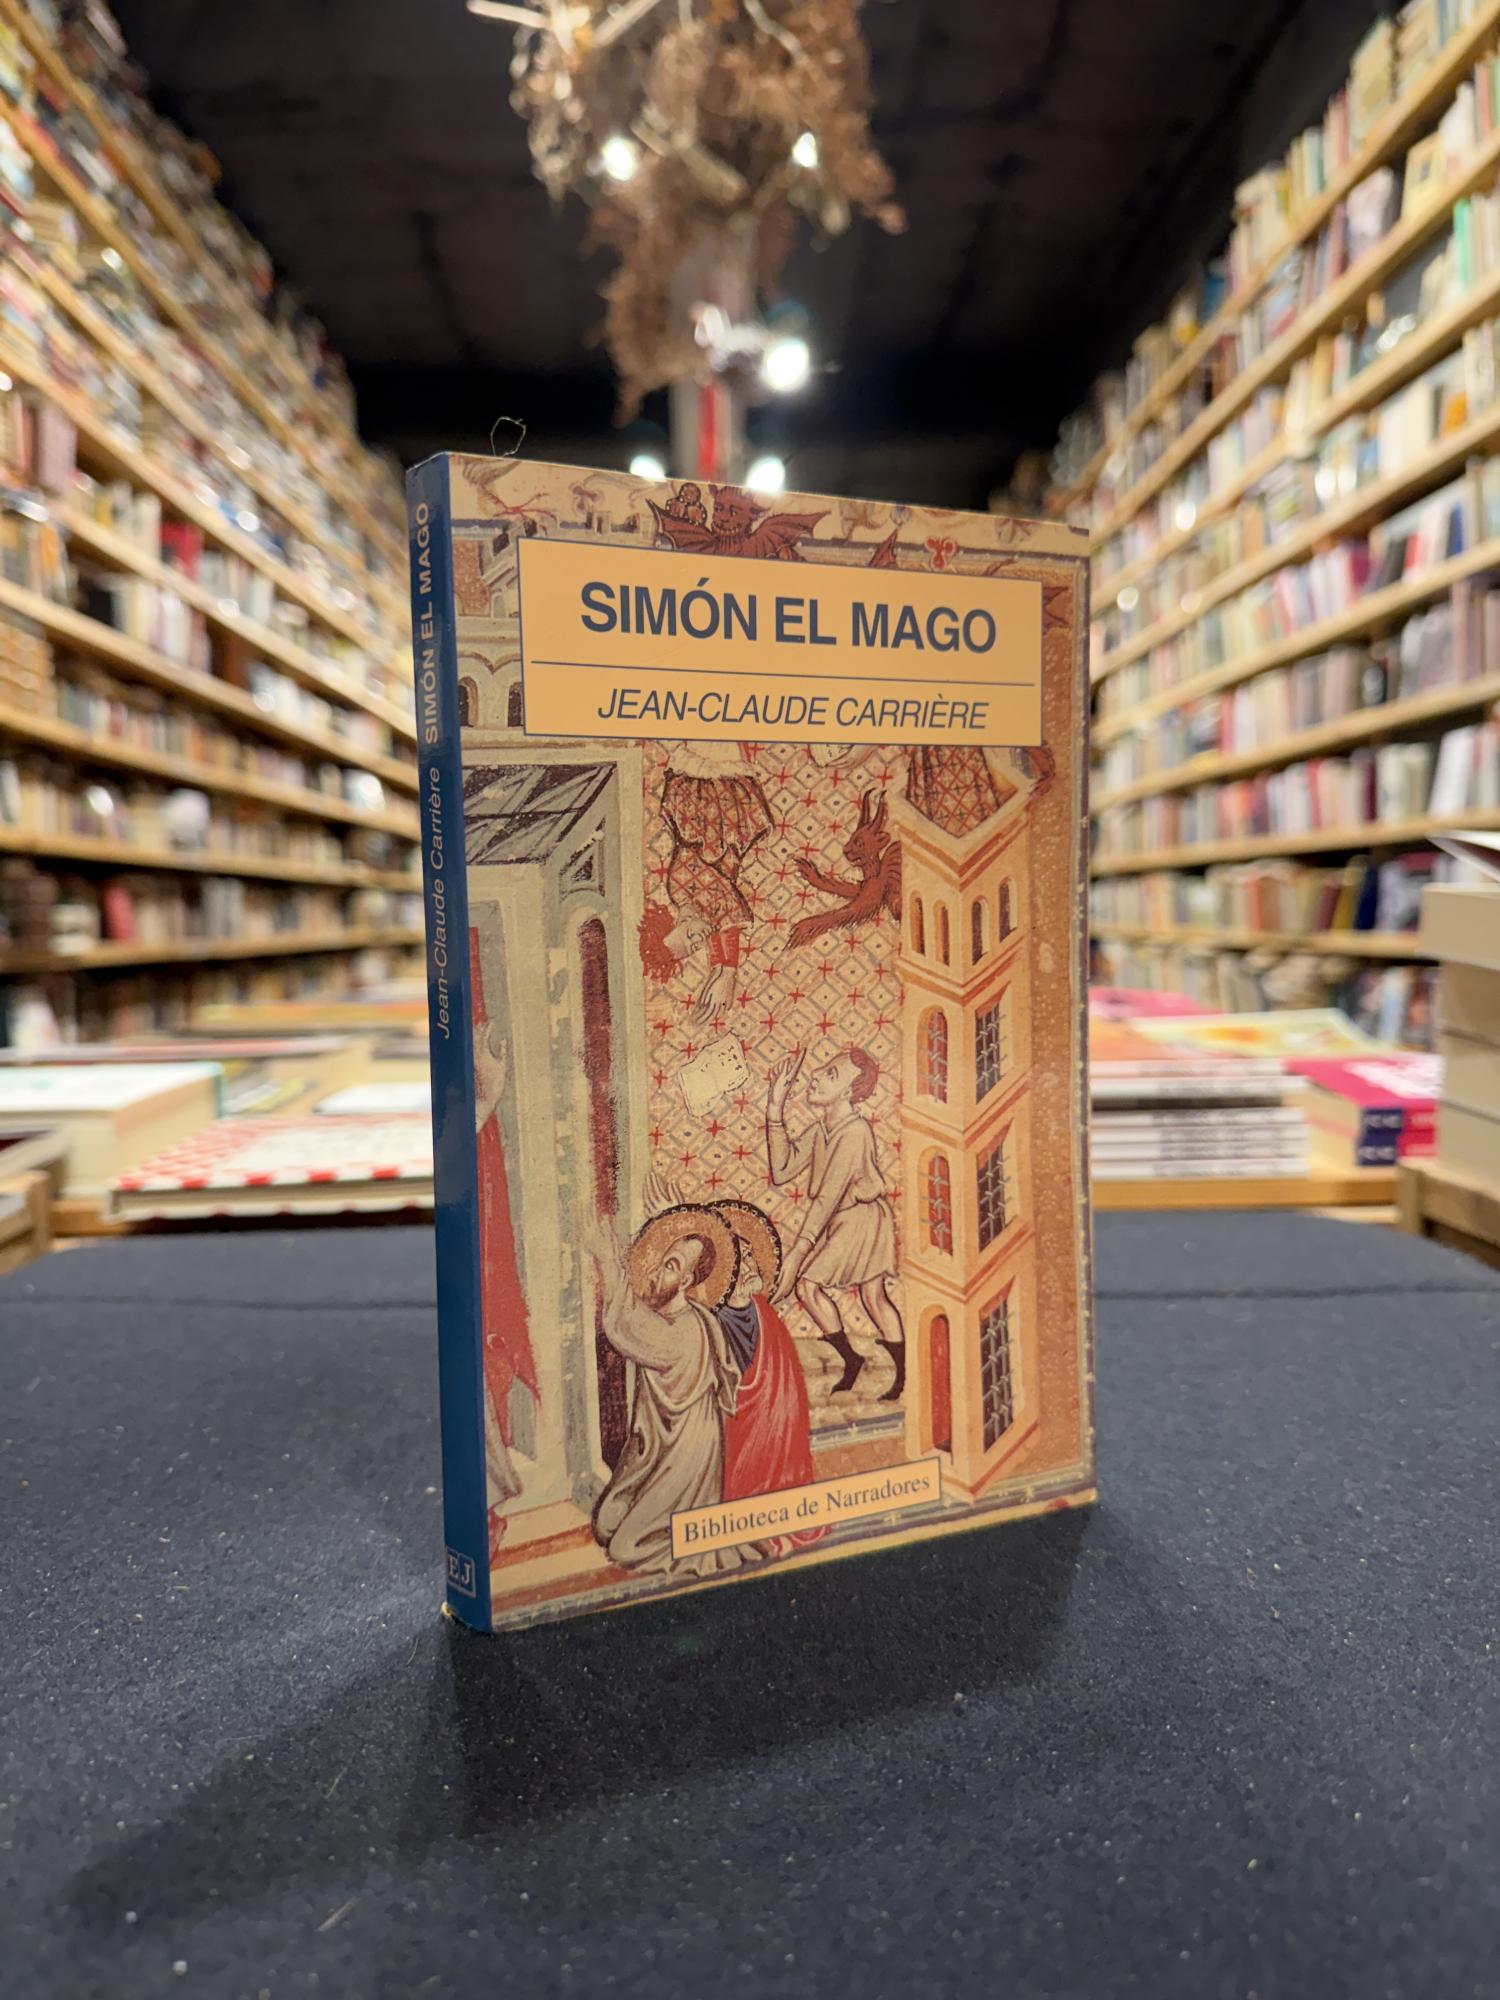 SIMÓN EL MAGO
JEAN-CLAUDE CARRIÈRE
Biblioteca de Narradores
Jean-Claude Carrière SIMÓN EL MAGO
EJ